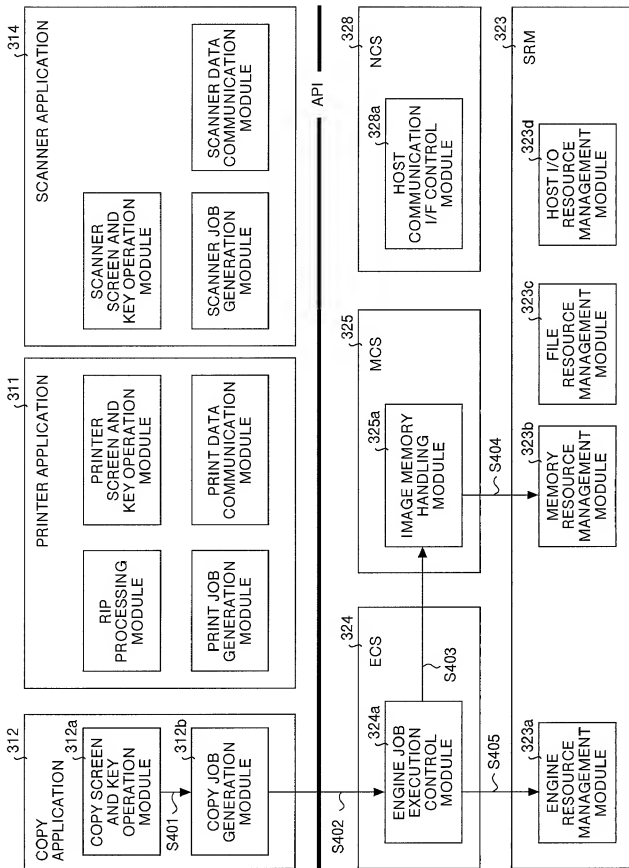 312
COPY
APPLICATION
312a
COPY SCREEN
AND KEY
OPERATION
MODULE
S401
312b
COPY JOB
GENERATION
MODULE
311
PRINTER APPLICATION
RIP
PROCESSING
MODULE
PRINTER
SCREEN AND
KEY OPERATION
MODULE
PRINT JOB
GENERATION
MODULE
PRINT DATA
COMMUNICATION
MODULE
314
SCANNER APPLICATION
SCANNER
SCREEN AND
KEY OPERATION
MODULE
SCANNER JOB
GENERATION
MODULE
SCANNER DATA
COMMUNICATION
MODULE
API
S402
324
ECS
324a
ENGINE JOB
EXECUTION
CONTROL
MODULE
S403
S405
325
MCS
325a
IMAGE MEMORY
HANDLING
MODULE
S404
328
NCS
328a
HOST
COMMUNICATION
I/F CONTROL
MODULE
323
SRM
323a
ENGINE
RESOURCE
MANAGEMENT
MODULE
323b
MEMORY
RESOURCE
MANAGEMENT
MODULE
323c
FILE
RESOURCE
MANAGEMENT
MODULE
323d
HOST I/O
RESOURCE
MANAGEMENT
MODULE